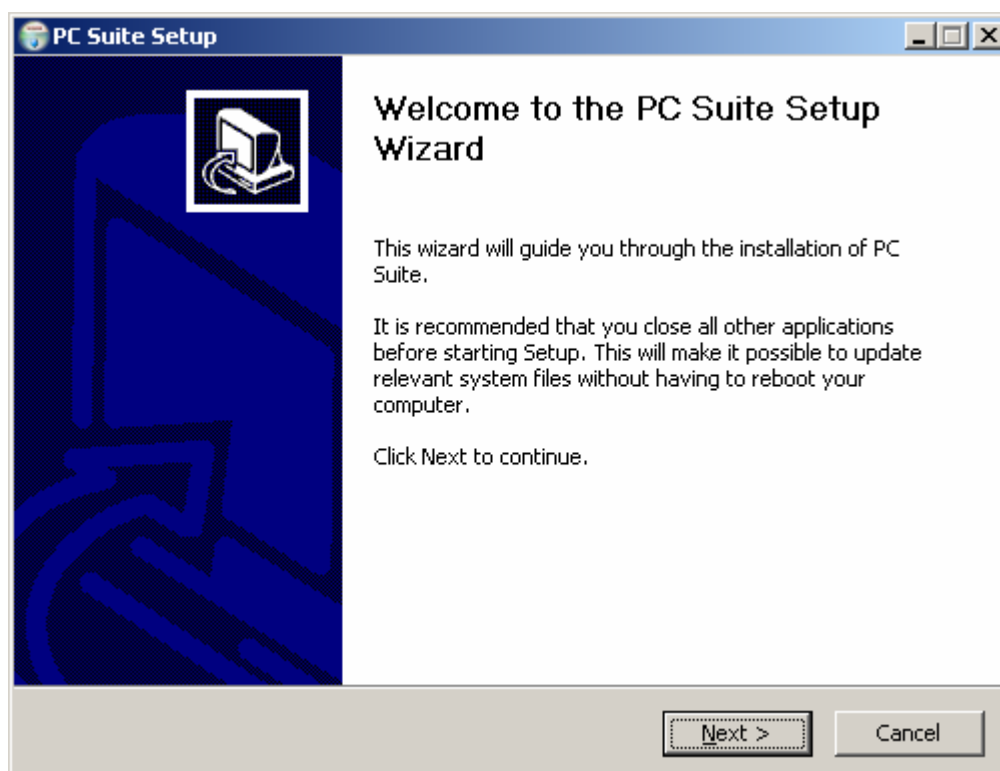 PC Suite Setup
Welcome to the PC Suite Setup
Wizard
This wizard will guide you through the installation of PC
Suite.
It is recommended that you close all other applications
before starting Setup. This will make it possible to update
relevant system files without having to reboot your
computer.
Click Next to continue.
Next >
Cancel